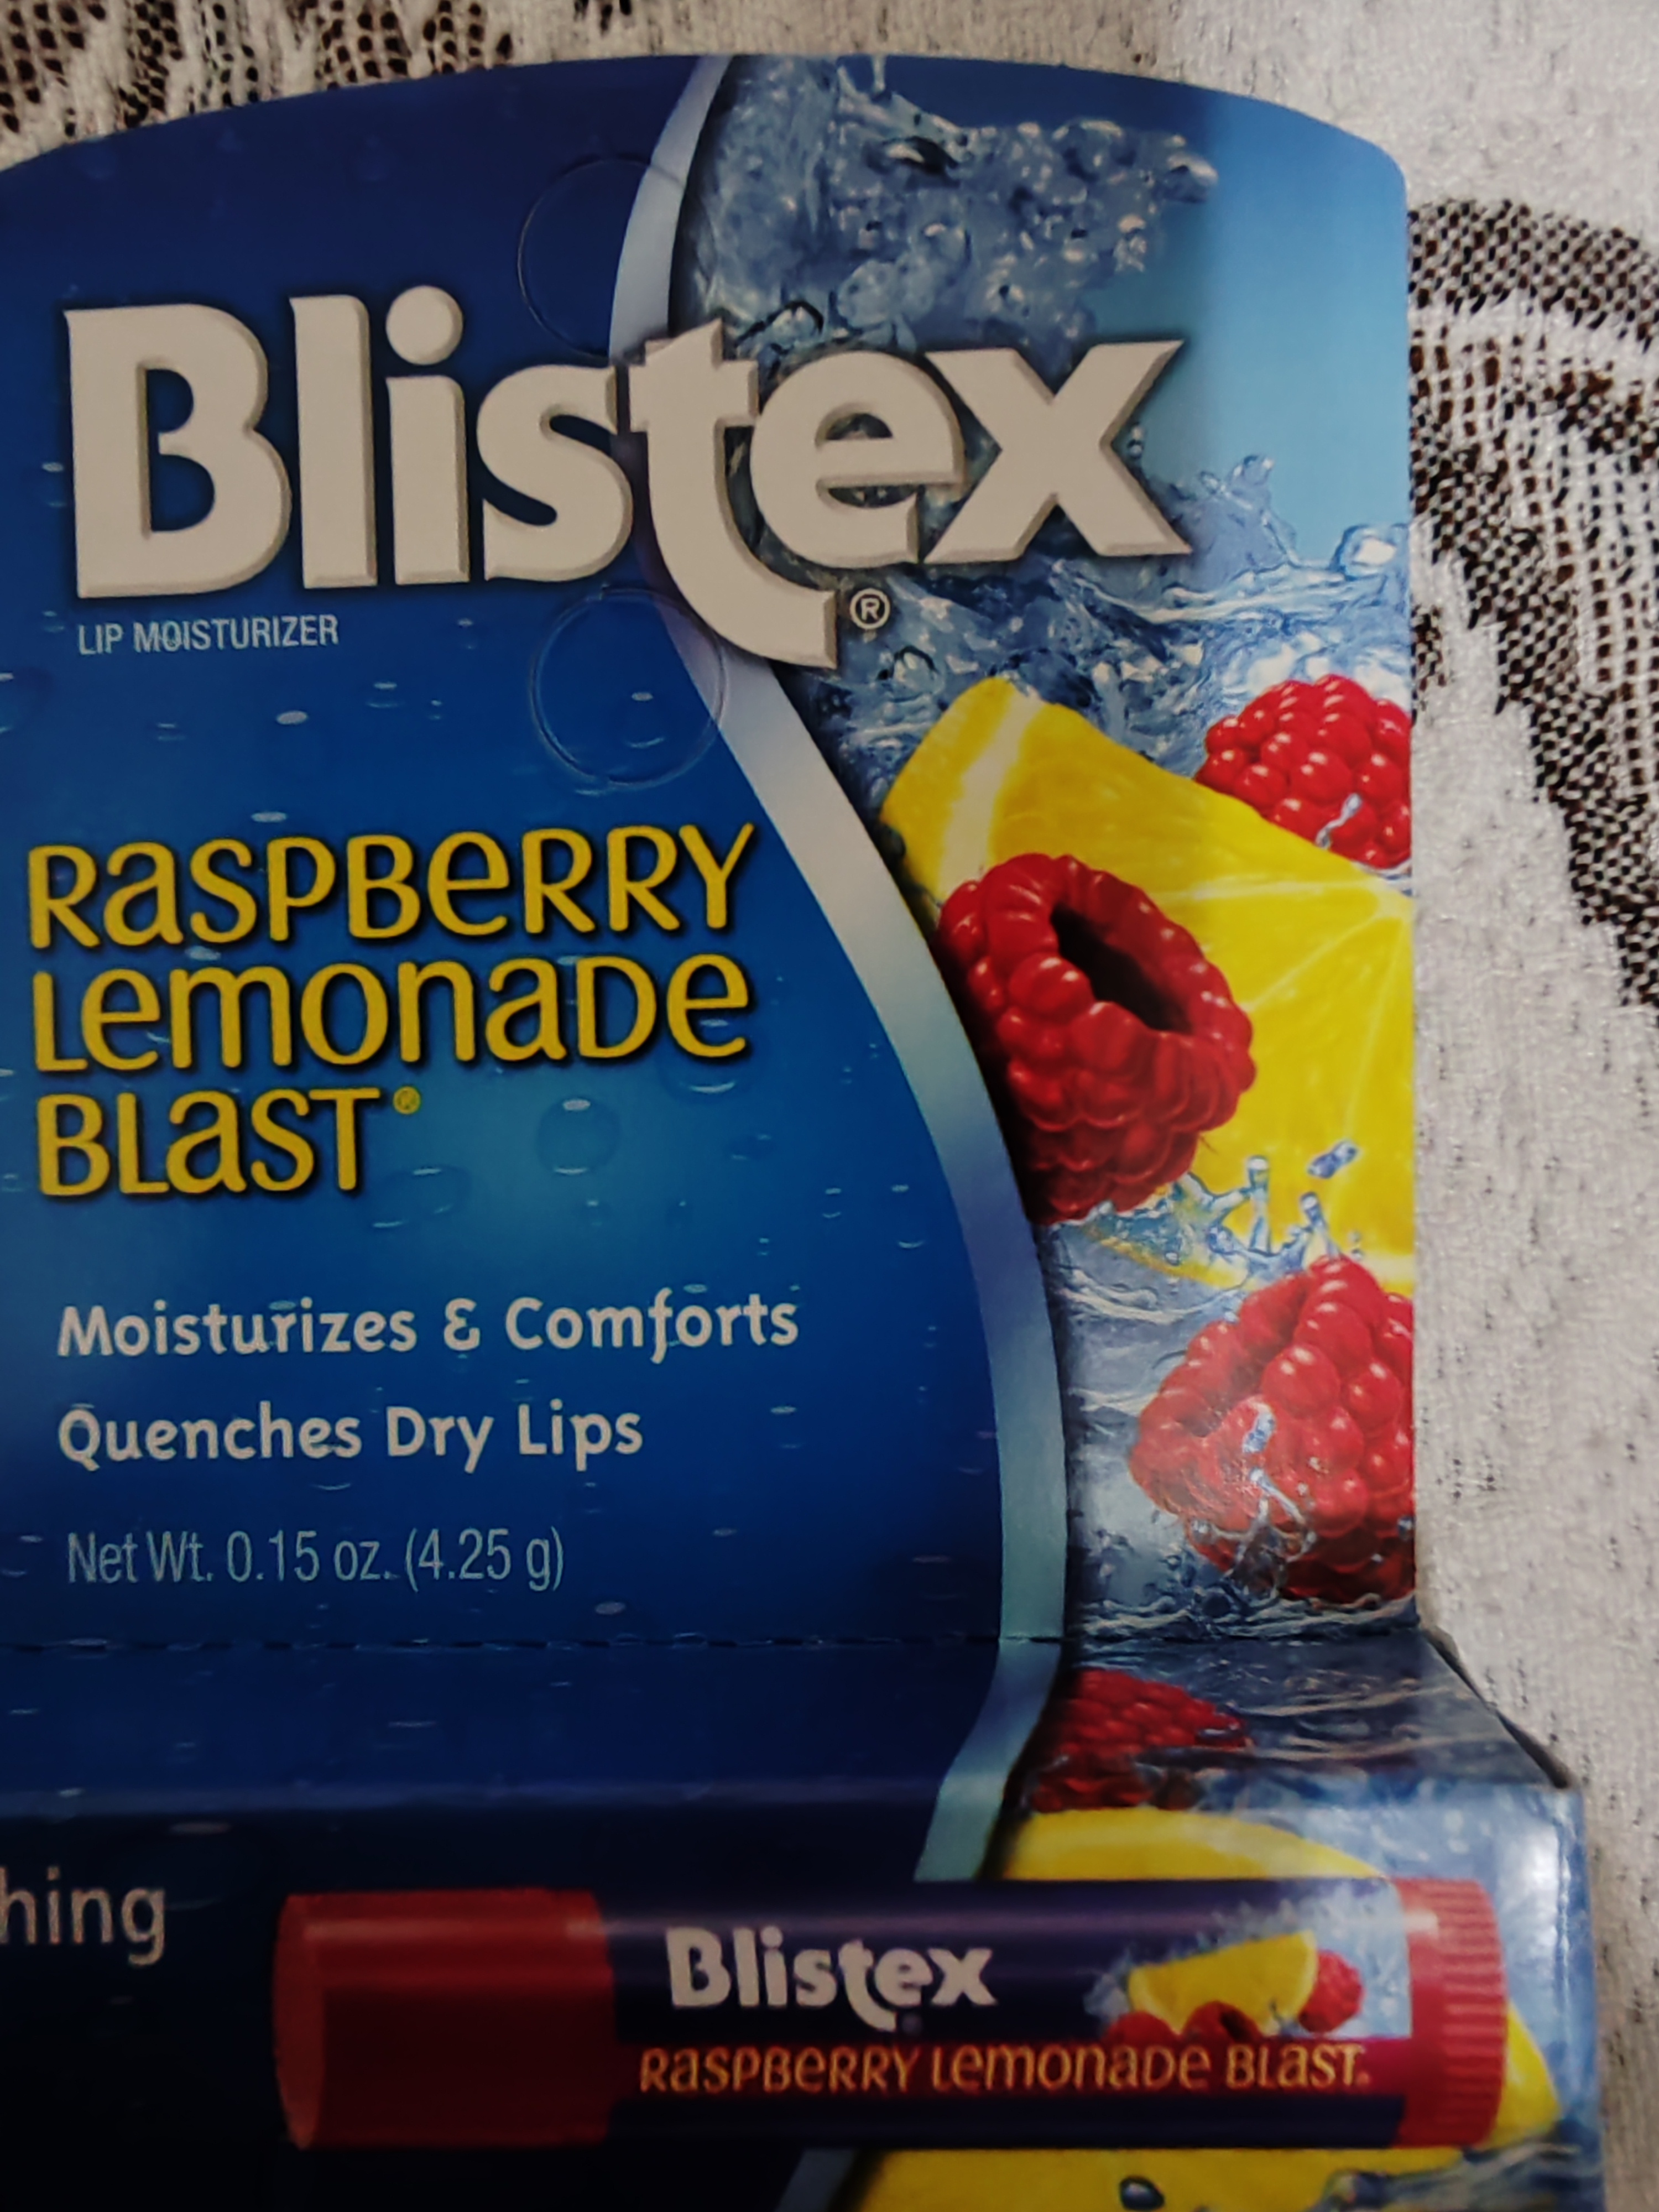 Blistex®
LIP MOISTURIZER
RASPBERRY
LEMONADE
BLAST®
Moisturizes & Comforts
Quenches Dry Lips
Net Wt. 0.15 oz. (4.25 g)
hing
Blistex
RASPBERRY LEMONADE BLAST